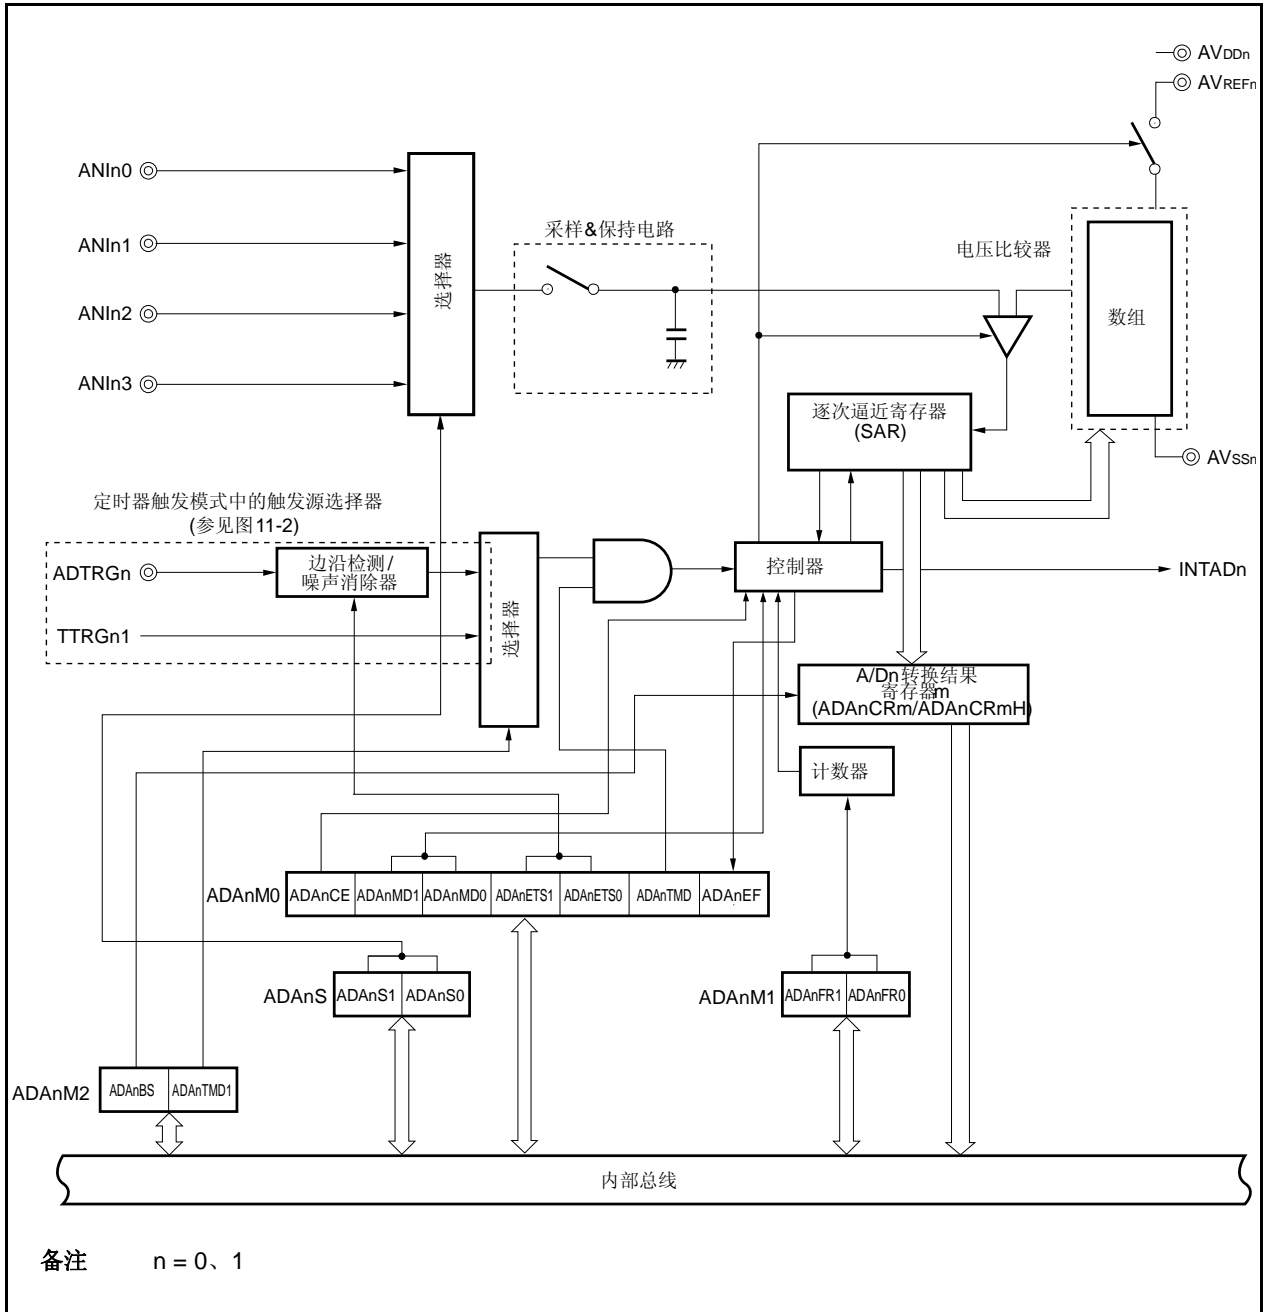 AVDDn
AVREFn
ANIn0
ANIn1
ANIn2
ANIn3
选择器
采样&保持电路
电压比较器
数组
逐次逼近寄存器
(SAR)
AVSSn
定时器触发模式中的触发源选择器
(参见图11-2)
ADTRGn
边沿检测/
噪声消除器
TTRGn1
选择器
控制器
INTADn
A/Dn转换结果
寄存器m
(ADAnCRm/ADAnCRmH)
计数器
ADAnM0 ADAnCE ADAnMD1 ADAnMD0 ADAnETS1 ADAnETS0 ADAnTMD ADAnEF
ADAnS ADAnS1 ADAnS0
ADAnM1 ADAnFR1 ADAnFR0
ADAnM2 ADAnBS ADAnTMD1
内部总线
备注 n = 0、1